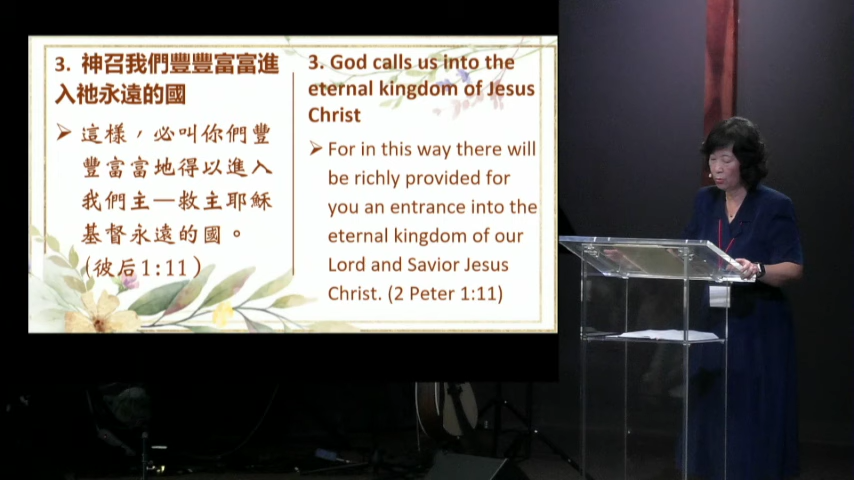 3. 神召我們豐豐富富進
入祂永遠的國
➢ 這樣，必叫你們豐
豐富富地得以進入
我們主—救主耶穌
基督永遠的國。
(彼后1:11)
3. God calls us into the
eternal kingdom of Jesus
Christ
➢ For in this way there will
be richly provided for
you an entrance into the
eternal kingdom of our
Lord and Savior Jesus
Christ. (2 Peter 1:11)